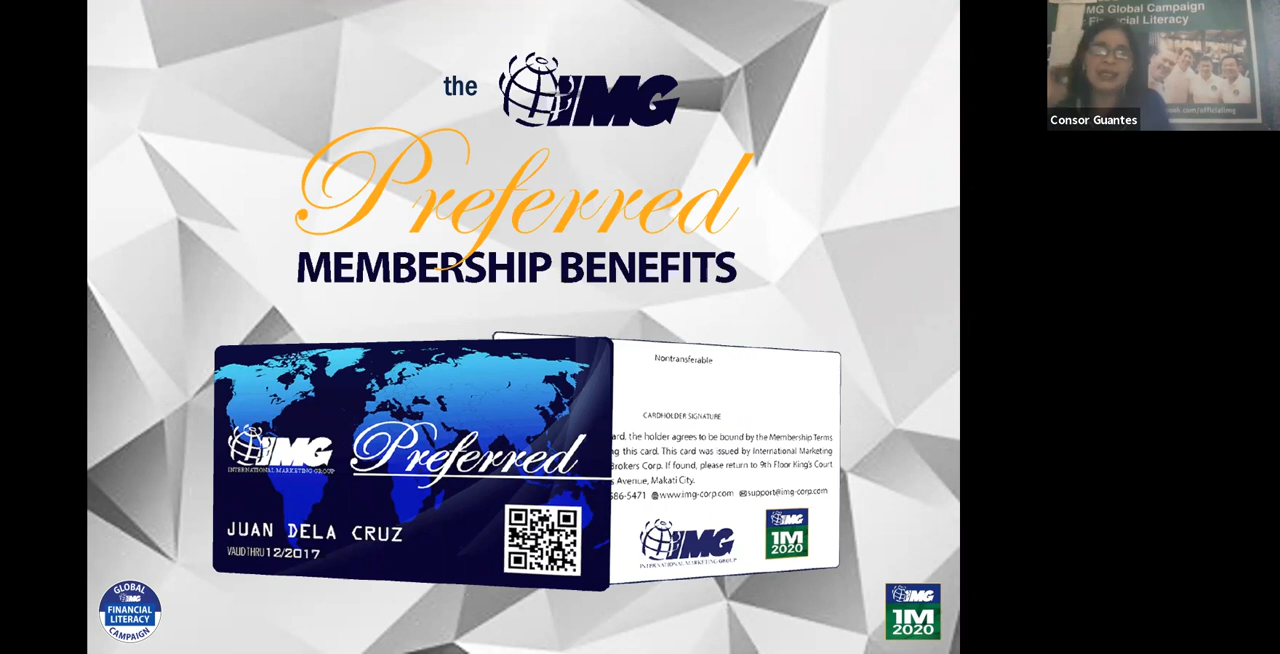 the IMG
Preferred
MEMBERSHIP BENEFITS
IMG
INTERNATIONAL MARKETING GROUP
Preferred
JUAN DELA CRUZ
VALID THRU 12/2017
Nontransferable
CARDHOLDER SIGNATURE
ard, the holder agrees to be bound by the Membership Terms
ng this card. This card was issued by International Marketing
Brokers Corp. If found, please return to 9th Floor King's Court
s Avenue, Makati City.
586-5471 www.img-corp.com support@img-corp.com
IMG
INTERNATIONAL MARKETING GROUP
IMG
1M
2020
GLOBAL
IMG
FINANCIAL
LITERACY
CAMPAIGN
IMG
1M
2020
MG Global Campaign
Financial Literacy
Consor Guantes